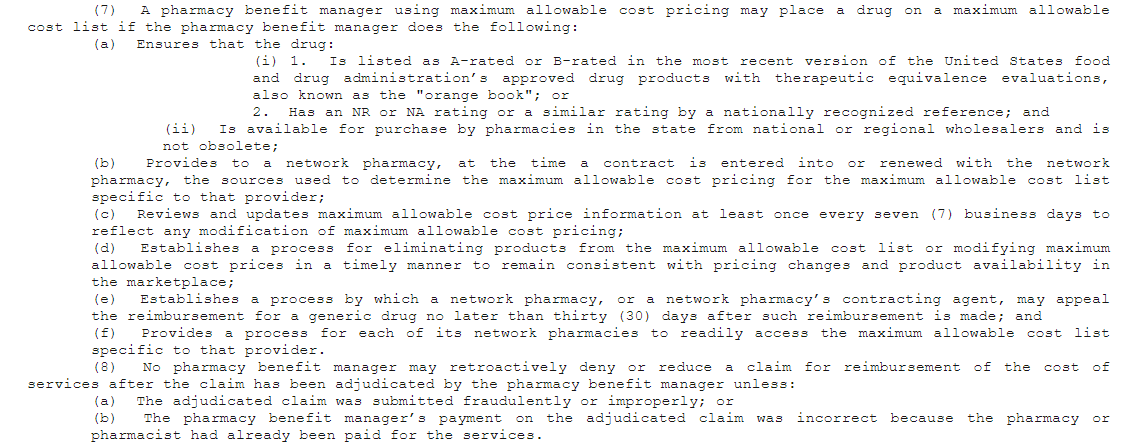 (7) A pharmacy benefit manager using maximum allowable cost pricing may place a drug on a maximum allowable
cost list if the pharmacy benefit manager does the following:
(a) Ensures that the drug:
(i) 1. Is listed as A-rated or B-rated in the most recent version of the United States food
and drug administration's approved drug products with therapeutic equivalence evaluations,
also known as the "orange book"; or
2. Has an NR or NA rating or a similar rating by a nationally recognized reference; and
(ii) Is available for purchase by pharmacies in the state from national or regional wholesalers and is
not obsolete;
(b) Provides to a network pharmacy, at the time a contract is entered into or renewed with the network
pharmacy, the sources used to determine the maximum allowable cost pricing for the maximum allowable cost list
specific to that provider;
(c) Reviews and updates maximum allowable cost price information at least once every seven (7) business days to
reflect any modification of maximum allowable cost pricing;
(d) Establishes a process for eliminating products from the maximum allowable cost list or modifying maximum
allowable cost prices in a timely manner to remain consistent with pricing changes and product availability in
the marketplace;
(e) Establishes a process by which a network pharmacy, or a network pharmacy's contracting agent, may appeal
the reimbursement for a generic drug no later than thirty (30) days after such reimbursement is made; and
(f) Provides a process for each of its network pharmacies to readily access the maximum allowable cost list
specific to that provider.
(8) No pharmacy benefit manager may retroactively deny or reduce a claim for reimbursement of the cost of
services after the claim has been adjudicated by the pharmacy benefit manager unless:
(a) The adjudicated claim was submitted fraudulently or improperly; or
(b) The pharmacy benefit manager's payment on the adjudicated claim was incorrect because the pharmacy or
pharmacist had already been paid for the services.